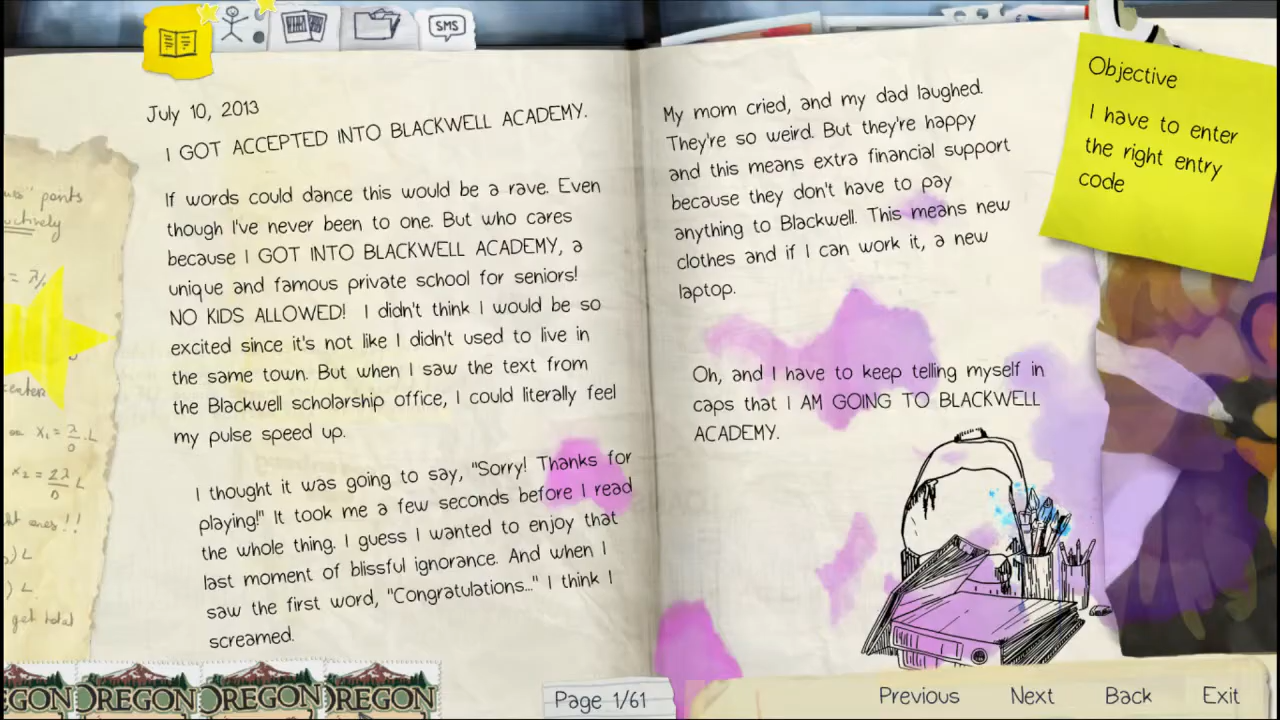 SMS
July 10, 2013
I GOT ACCEPTED INTO BLACKWELL ACADEMY.
If words could dance this would be a rave. Even
though I've never been to one. But who cares
because I GOT INTO BLACKWELL ACADEMY, a
unique and famous private school for seniors!
NO KIDS ALLOWED! I didn't think I would be so
excited since it's not like I didn't used to live in
the same town. But when I saw the text from
the Blackwell scholarship office, I could literally feel
my pulse speed up.
I thought it was going to say, "Sorry! Thanks for
playing!" It took me a few seconds before I read
the whole thing. I guess I wanted to enjoy that
last moment of blissful ignorance. And when I
saw the first word, "Congratulations..." I think I
screamed.
My mom cried, and my dad laughed.
They're so weird. But they're happy
and this means extra financial support
because they don't have to pay
anything to Blackwell. This means new
clothes and if I can work it, a new
laptop.
Oh, and I have to keep telling myself in
caps that I AM GOING TO BLACKWELL
ACADEMY.
Objective
I have to enter
the right entry
code
points
get total
EGON OREGON OREGON OREGON
Page 1/61
Previous Next Back Exit